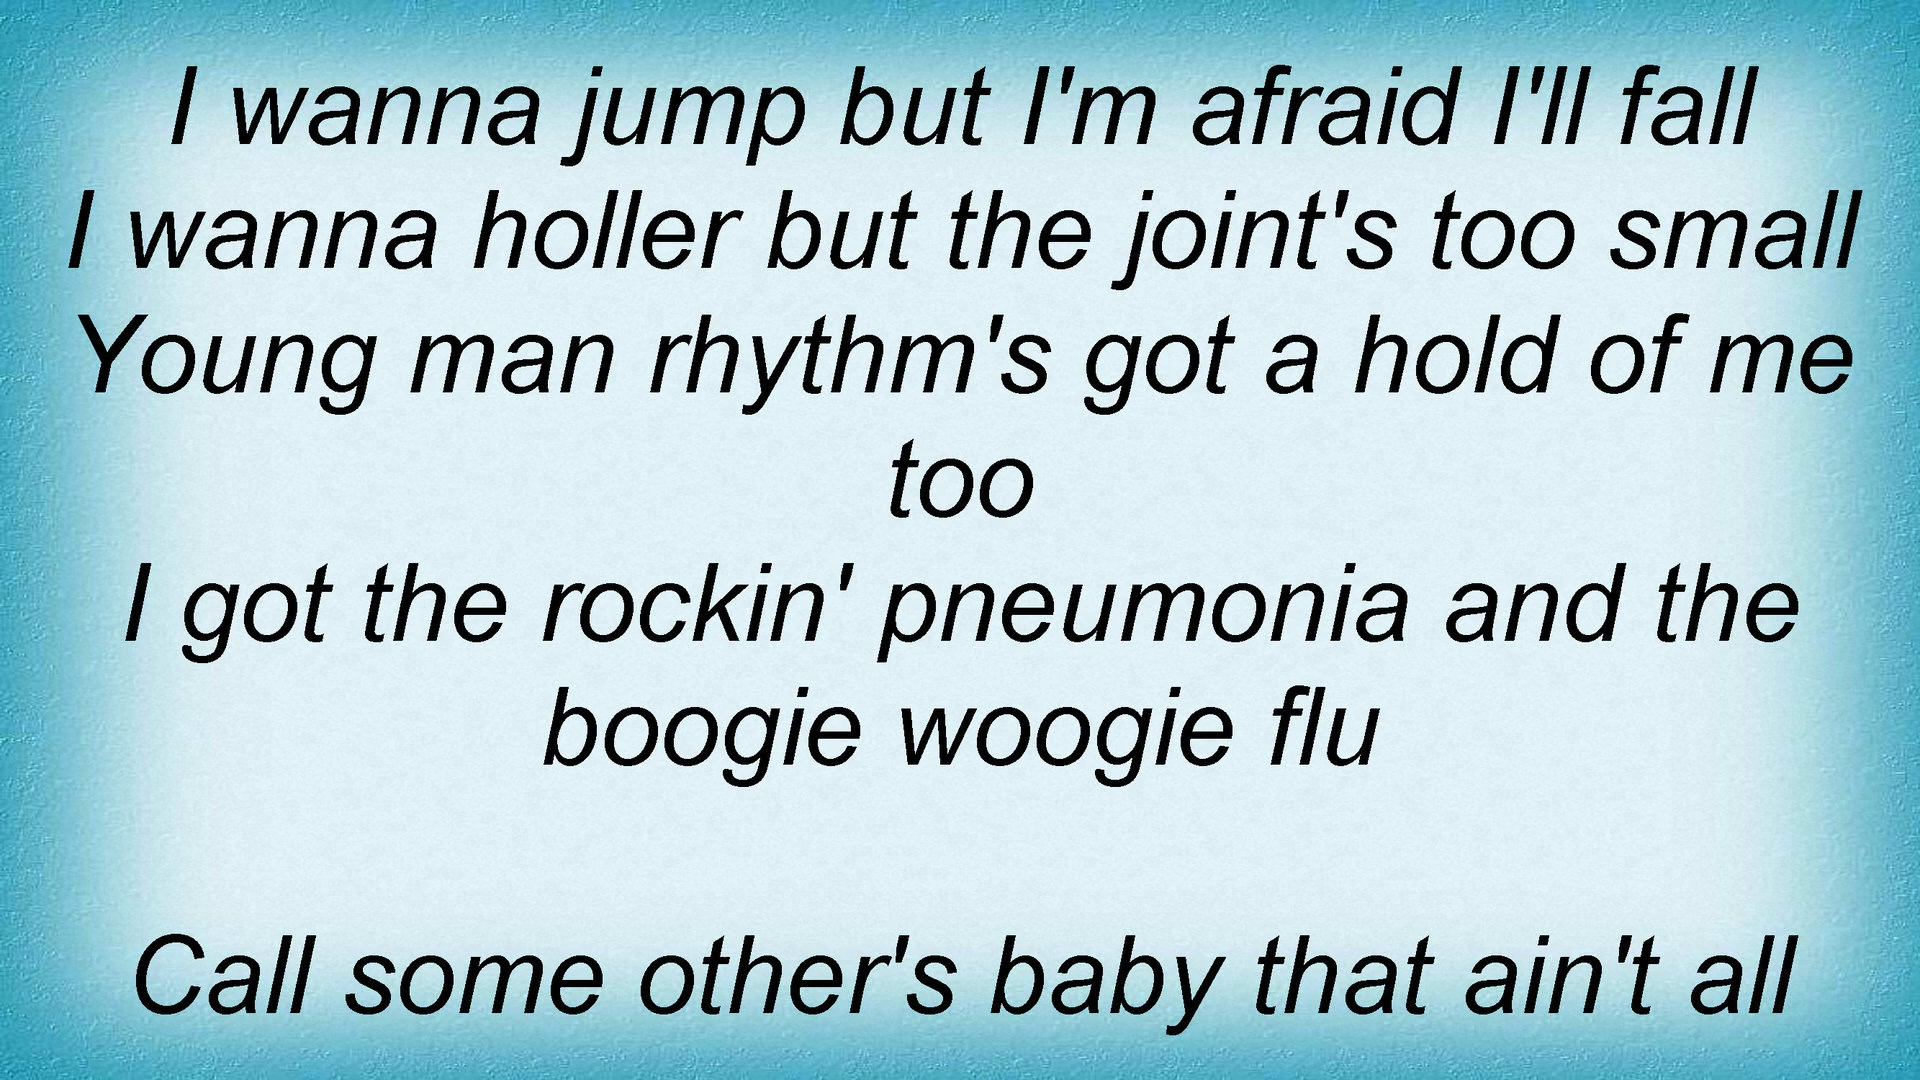 I wanna jump but I'm afraid I'll fall
I wanna holler but the joint's too small
Young man rhythm's got a hold of me
too
I got the rockin' pneumonia and the
boogie woogie flu
Call some other's baby that ain't all